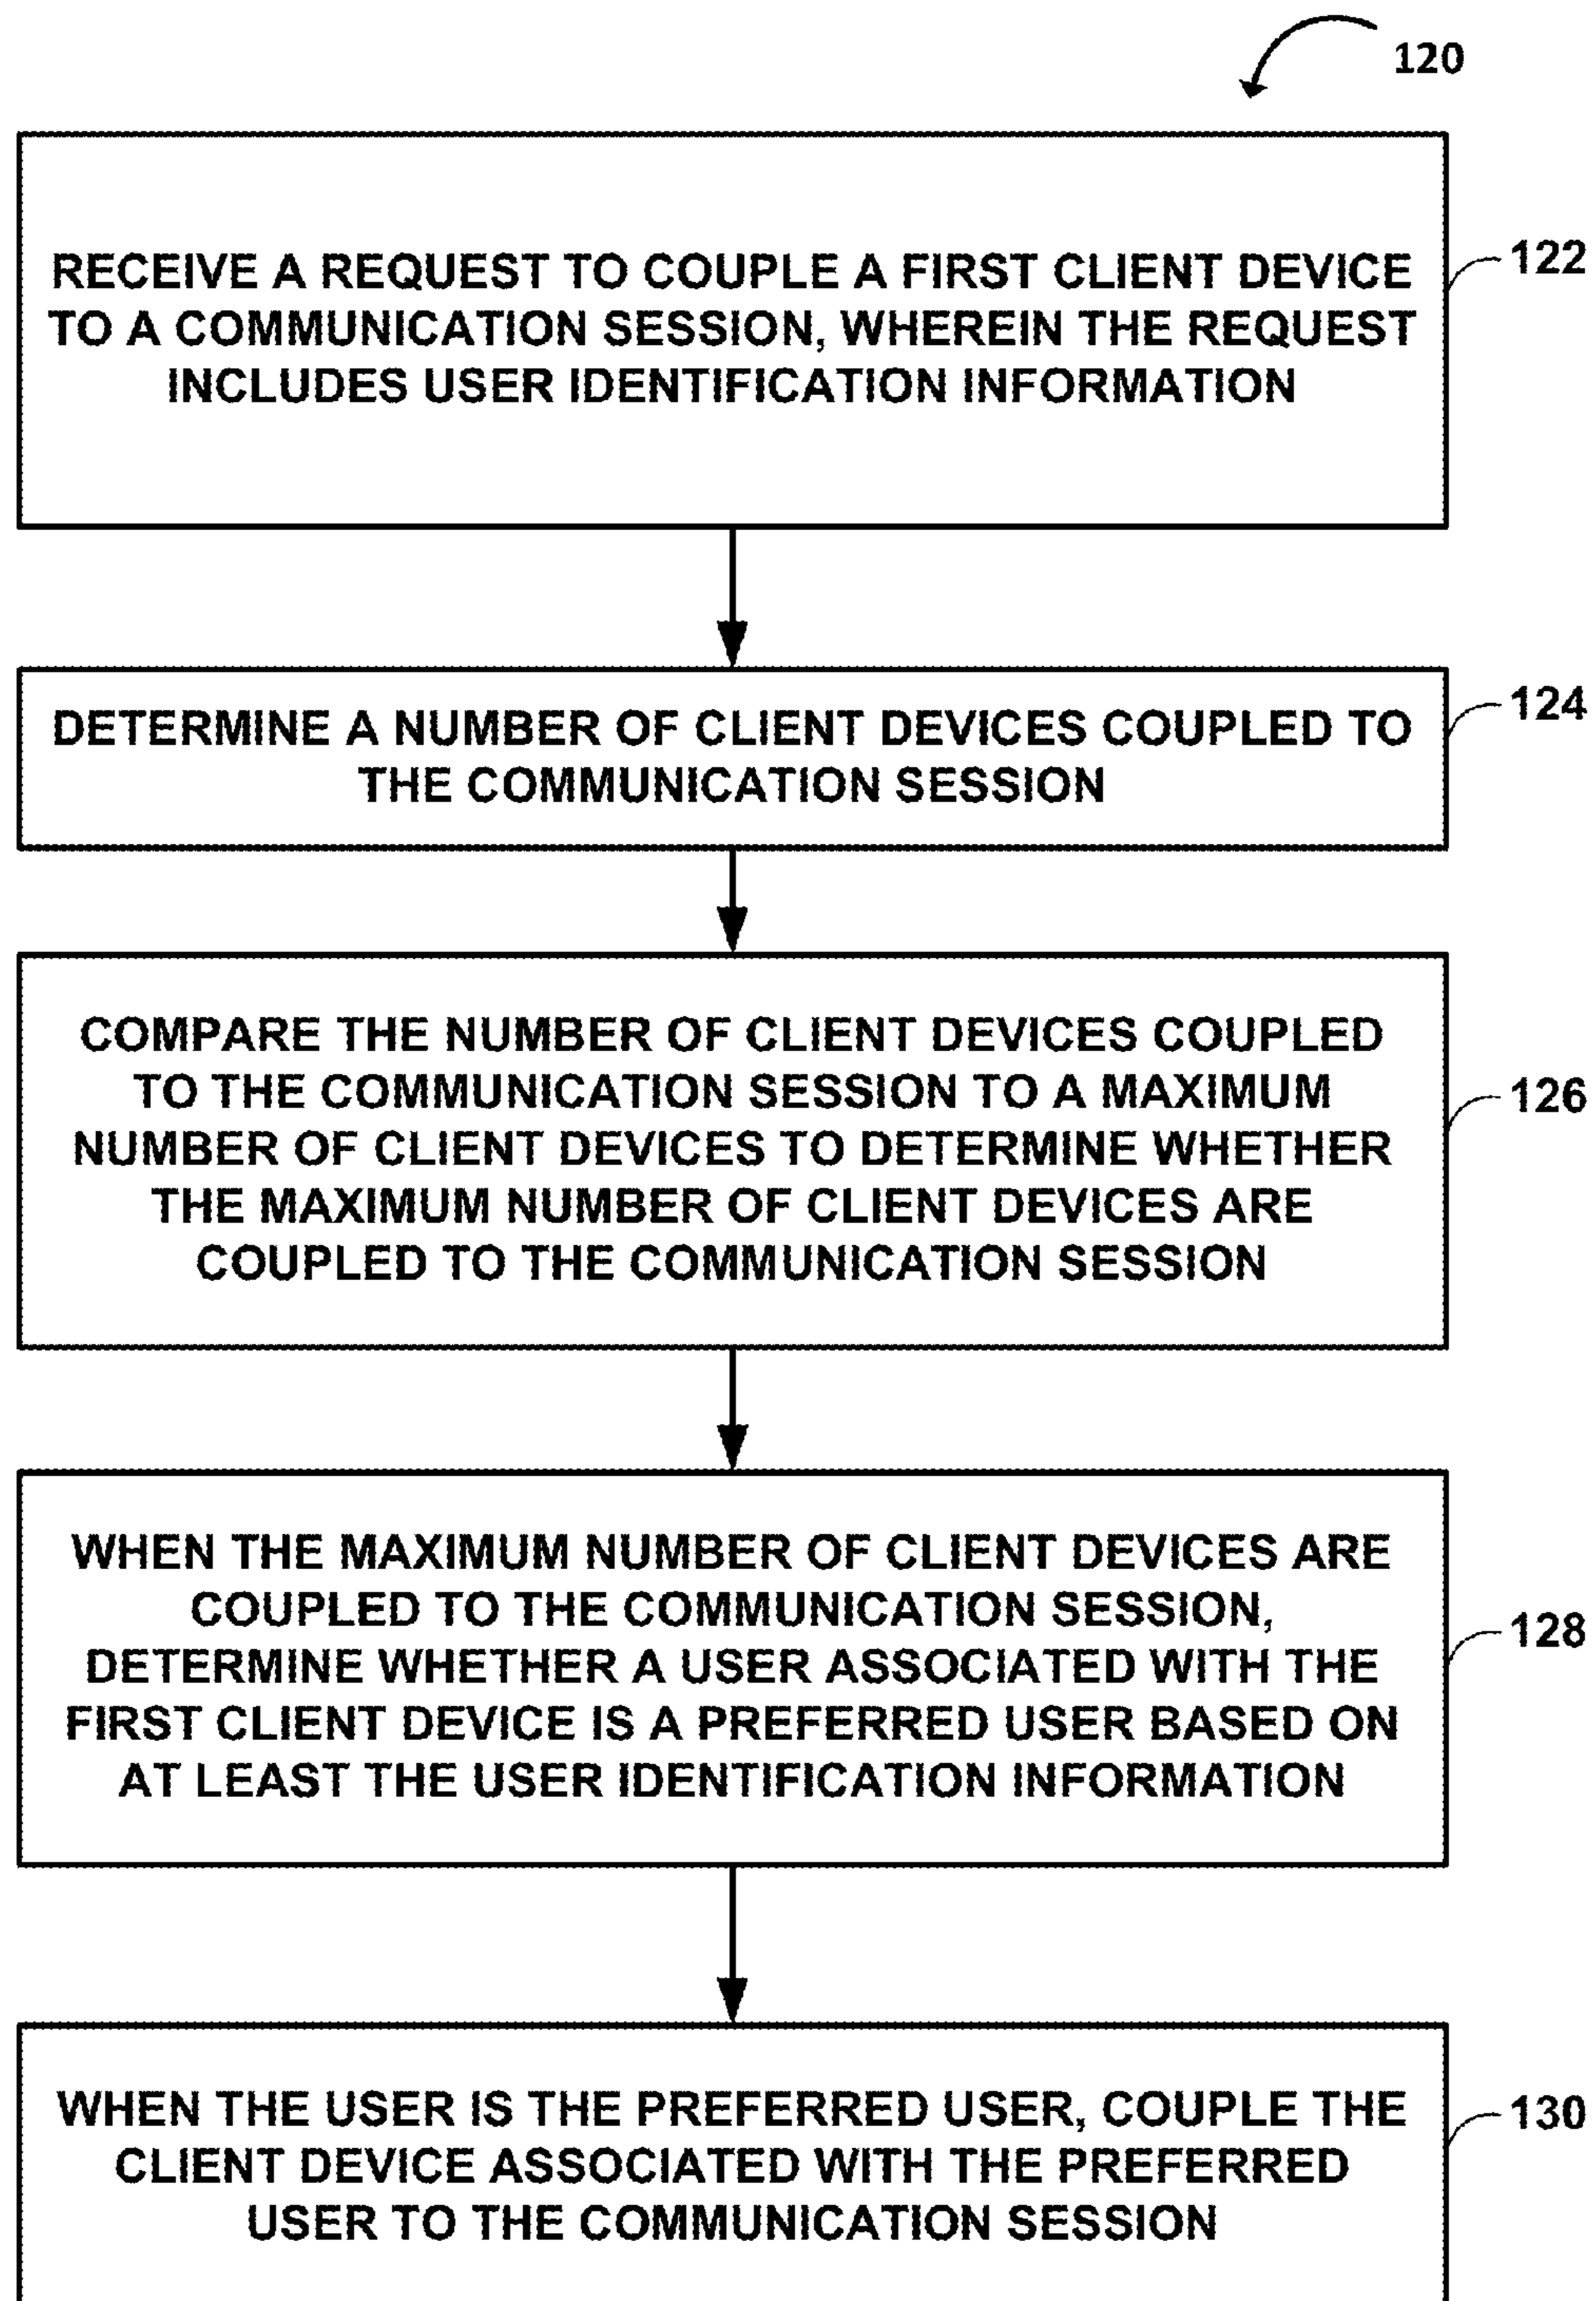 120
RECEIVE A REQUEST TO COUPLE A FIRST CLIENT DEVICE
TO A COMMUNICATION SESSION, WHEREIN THE REQUEST
INCLUDES USER IDENTIFICATION INFORMATION
122
DETERMINE A NUMBER OF CLIENT DEVICES COUPLED TO
THE COMMUNICATION SESSION
124
COMPARE THE NUMBER OF CLIENT DEVICES COUPLED
TO THE COMMUNICATION SESSION TO A MAXIMUM
NUMBER OF CLIENT DEVICES TO DETERMINE WHETHER
THE MAXIMUM NUMBER OF CLIENT DEVICES ARE
COUPLED TO THE COMMUNICATION SESSION
126
WHEN THE MAXIMUM NUMBER OF CLIENT DEVICES ARE
COUPLED TO THE COMMUNICATION SESSION,
DETERMINE WHETHER A USER ASSOCIATED WITH THE
FIRST CLIENT DEVICE IS A PREFERRED USER BASED ON
AT LEAST THE USER IDENTIFICATION INFORMATION
128
WHEN THE USER IS THE PREFERRED USER, COUPLE THE
CLIENT DEVICE ASSOCIATED WITH THE PREFERRED
USER TO THE COMMUNICATION SESSION
130